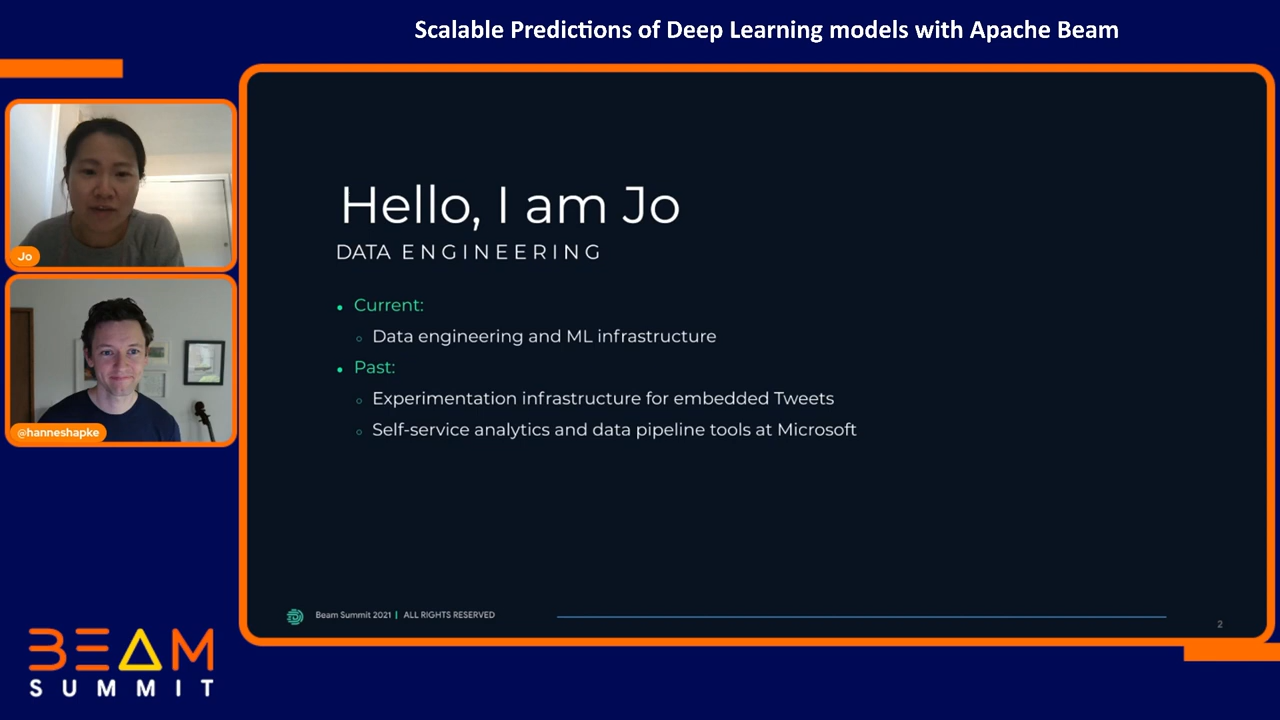 Scalable Predictions of Deep Learning models with Apache Beam
Jo
@hanneshapke
Hello, I am Jo
DATA ENGINEERING
Current:
Data engineering and ML infrastructure
Past:
Experimentation infrastructure for embedded Tweets
Self-service analytics and data pipeline tools at Microsoft
Beam Summit 2021 | ALL RIGHTS RESERVED
2
BEAM
SUMMIT